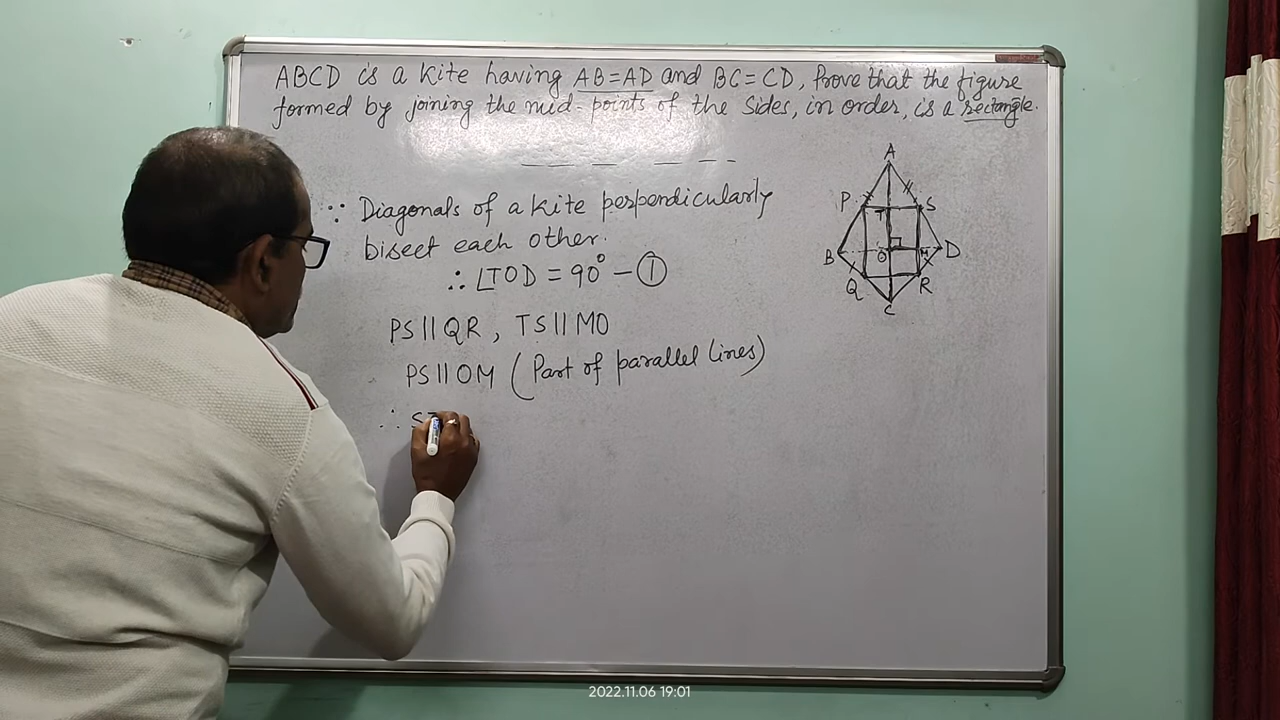 ABCD is a kite having AB=AD and BC=CD, Prove that the figure
formed by joining the mid-points of the Sides, in order, is a rectangle.
∵ Diagonals of a kite perpendicularly
bisect each other.
∴ ∠TOD = 90° – ①
PS || QR, TS || MO
PS || OM (Part of parallel lines)
∴ S
A
P S
T
B O M D
Q R
C
2022.11.06 19:01